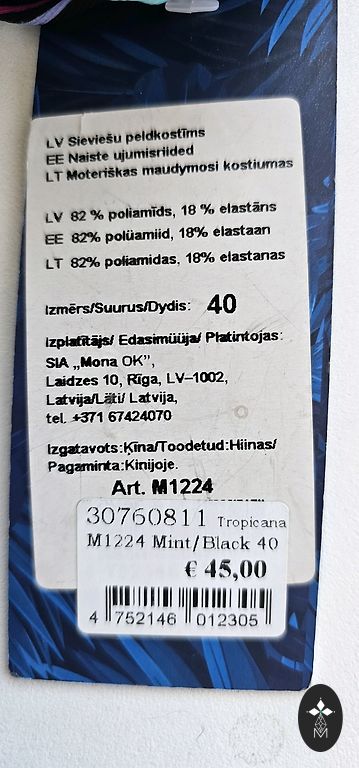 LV Sieviešu peldkostīms
EE Naiste ujumisriided
LT Moteriškas maudymosi kostiumas
LV 82 % poliamīds, 18 % elastāns
EE 82% polüamiid, 18% elastaan
LT 82% poliamidas, 18% elastanas
Izmērs/Suurus/Dydis: 40
Izplatītājs/ Edasimüüja/ Platintojas:
SIA „Mona OK”,
Laidzes 10, Rīga, LV–1002,
Latvija/Läti/ Latvija,
tel. +371 67424070
Izgatavots:Ķīna/Toodetud:Hiinas/
Pagaminta:Kinijoje.
Art. M1224
30760811 Tropicana
M1224 Mint/Black 40
€ 45,00
4 752146 012305
M